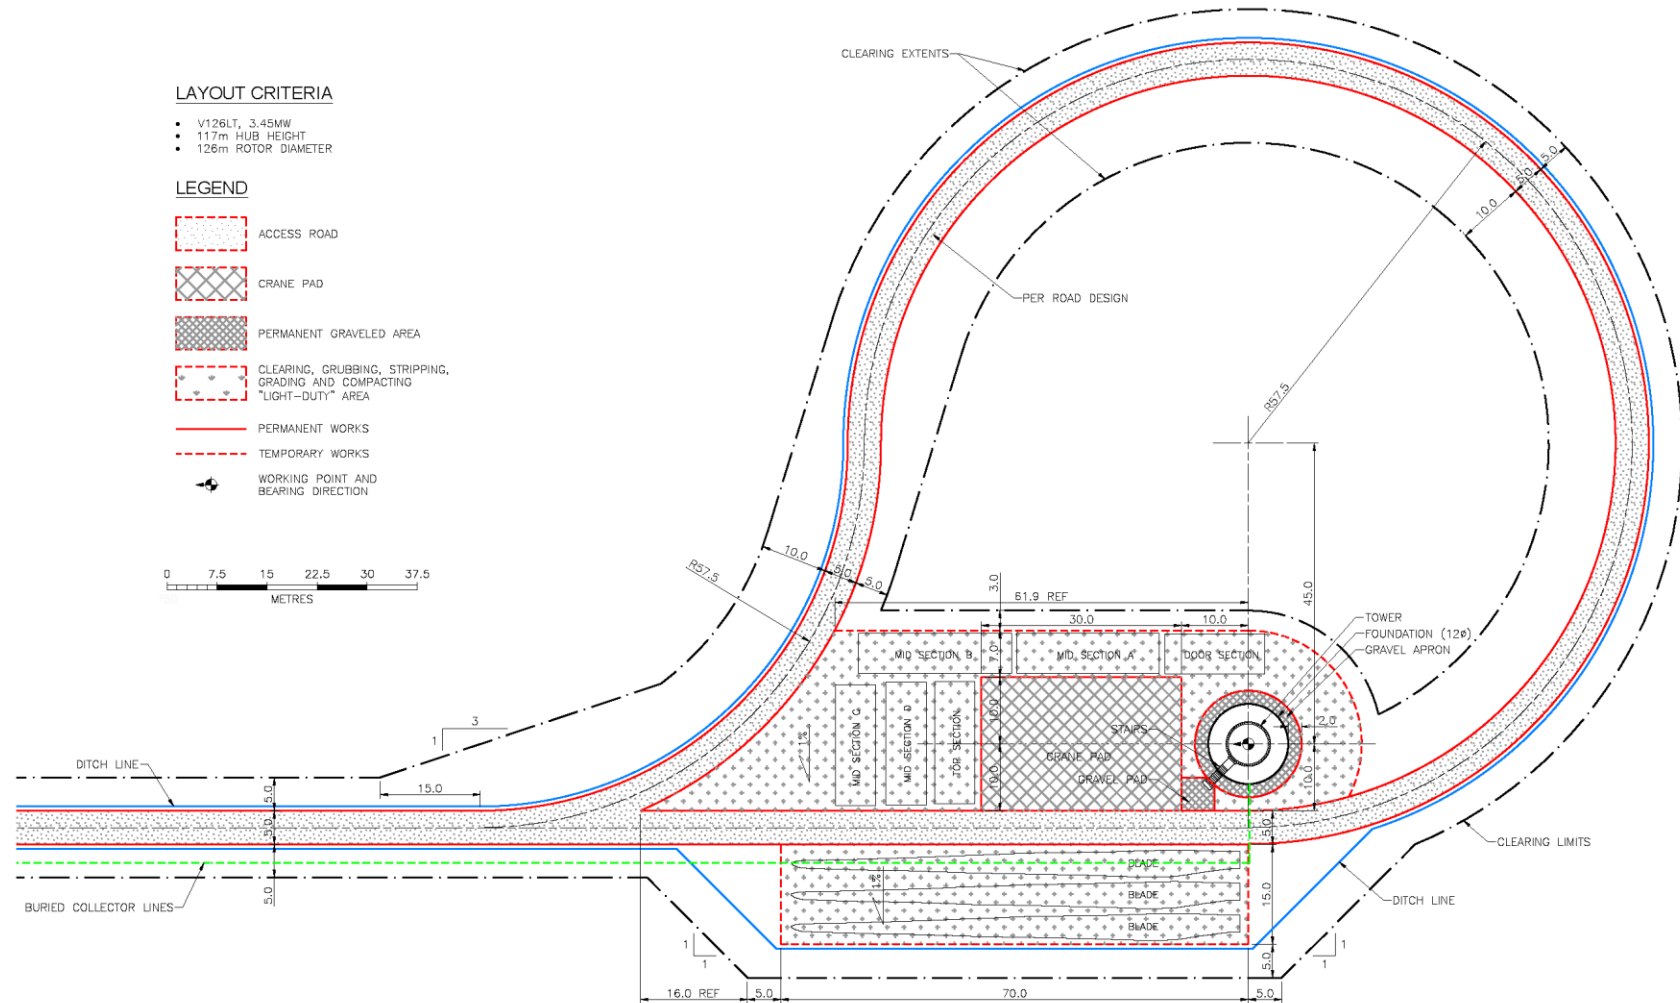 LAYOUT CRITERIA
• V126LT, 3.45MW
• 117m HUB HEIGHT
• 126m ROTOR DIAMETER
LEGEND
ACCESS ROAD
CRANE PAD
PERMANENT GRAVELED AREA
CLEARING, GRUBBING, STRIPPING,
GRADING AND COMPACTING
"LIGHT-DUTY" AREA
PERMANENT WORKS
TEMPORARY WORKS
WORKING POINT AND
BEARING DIRECTION
0 7.5 15 22.5 30 37.5
METRES
CLEARING EXTENTS
PER ROAD DESIGN
R57.5
5.0
5.0
10.0
R57.5
10.0
5.0
5.0
61.9 REF
3.0
30.0
10.0
45.0
7.0
TOWER
FOUNDATION (12ø)
GRAVEL APRON
MID SECTION B
MID SECTION A
DOOR SECTION
MID SECTION C
MID SECTION D
TOP SECTION
10.0
10.0
STAIRS
CRANE PAD
GRAVEL PAD
2.0
10.0
1%
3
1
DITCH LINE
15.0
5.0
5.0
5.0
BURIED COLLECTOR LINES
5.0
BLADE
BLADE
BLADE
1%
15.0
5.0
CLEARING LIMITS
DITCH LINE
1
1
1
1
16.0 REF
5.0
70.0
5.0